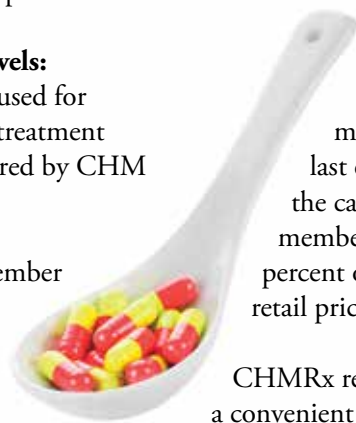 vels:
used for
treatment
red by CHM
ember
m
last
the ca
membe
percent
retail pric
CHMRx re
a convenient